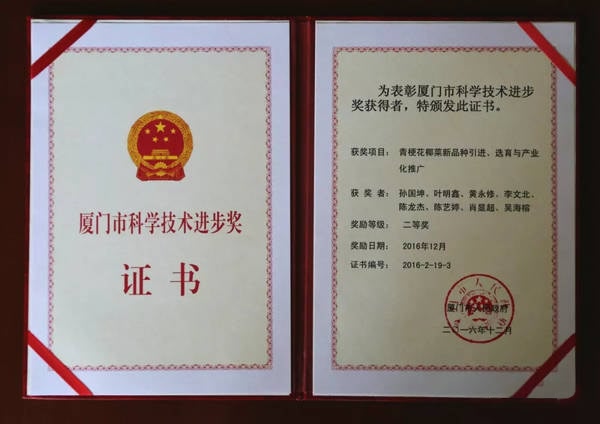 厦门市科学技术进步奖
证书
为表彰厦门市科学技术进步
奖获得者，特颁发此证书。
获奖项目： 青梗花椰菜新品种引进、选育与产业
化推广
获奖者： 孙国坤、叶明鑫、黄永修、李文北、
陈龙杰、陈艺婷、肖显超、吴海榕
奖励等级： 二等奖
奖励日期： 2016年12月
证书编号： 2016-2-19-3
厦门市人民政府
二〇一六年十二月